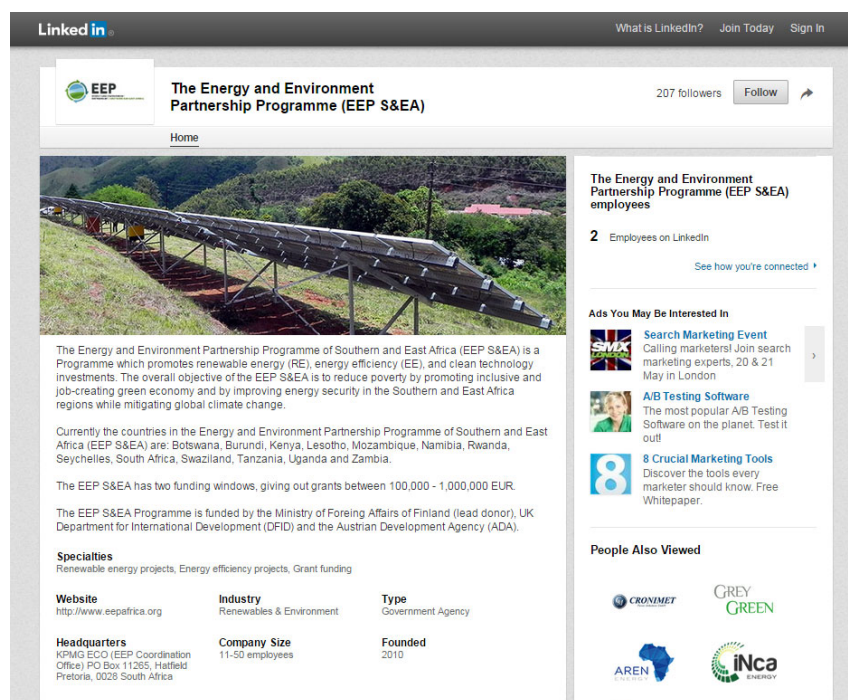 Linked in
What is LinkedIn? Join Today Sign In
EEP
The Energy and Environment
Partnership Programme (EEP S&EA)
207 followers Follow
Home
The Energy and Environment Partnership Programme of Southern and East Africa (EEP S&EA) is a
Programme which promotes renewable energy (RE), energy efficiency (EE), and clean technology
investments. The overall objective of the EEP S&EA is to reduce poverty by promoting inclusive and
job-creating green economy and by improving energy security in the Southern and East Africa
regions while mitigating global climate change.
Currently the countries in the Energy and Environment Partnership Programme of Southern and East
Africa (EEP S&EA) are: Botswana, Burundi, Kenya, Lesotho, Mozambique, Namibia, Rwanda,
Seychelles, South Africa, Swaziland, Tanzania, Uganda and Zambia.
The EEP S&EA has two funding windows, giving out grants between 100,000 - 1,000,000 EUR.
The EEP S&EA Programme is funded by the Ministry of Foreing Affairs of Finland (lead donor), UK
Department for International Development (DFID) and the Austrian Development Agency (ADA).
Specialties
Renewable energy projects, Energy efficiency projects, Grant funding
Website
http://www.eepafrica.org
Industry
Renewables & Environment
Type
Government Agency
Headquarters
KPMG ECO (EEP Coordination
Office) PO Box 11265, Hatfield
Pretoria, 0028 South Africa
Company Size
11-50 employees
Founded
2010
The Energy and Environment
Partnership Programme (EEP S&EA)
employees
2 Employees on LinkedIn
See how you're connected
Ads You May Be Interested In
SMX
LONDON
Search Marketing Event
Calling marketers! Join search
marketing experts, 20 & 21
May in London
A/B Testing Software
The most popular A/B Testing
Software on the planet. Test it
out!
8
8 Crucial Marketing Tools
Discover the tools every
marketer should know. Free
Whitepaper.
People Also Viewed
CRONIMET
GREY
GREEN
AREN
ENERGY
iNca
ENERGY